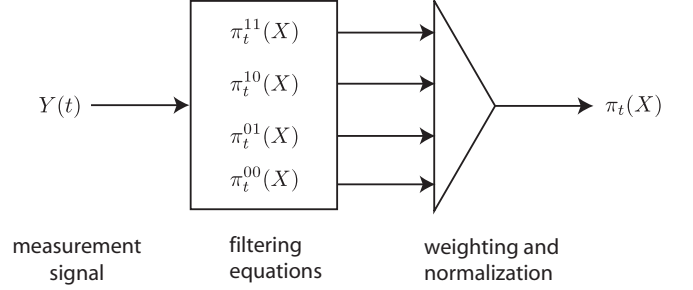 π_t^{11}(X)
π_t^{10}(X)
Y(t)
π_t(X)
π_t^{01}(X)
π_t^{00}(X)
measurement
signal
filtering
equations
weighting and
normalization